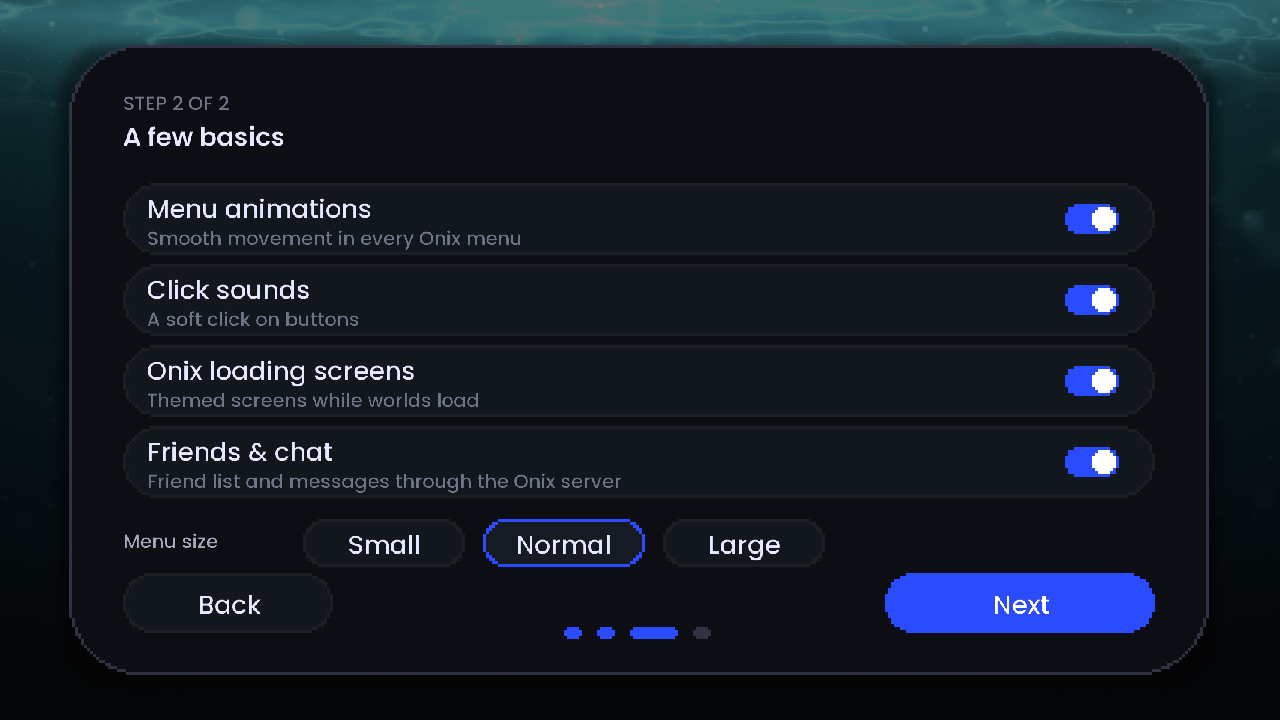 STEP 2 OF 2
A few basics
Menu animations
Smooth movement in every Onix menu
Click sounds
A soft click on buttons
Onix loading screens
Themed screens while worlds load
Friends & chat
Friend list and messages through the Onix server
Menu size
Small
Normal
Large
Back
Next